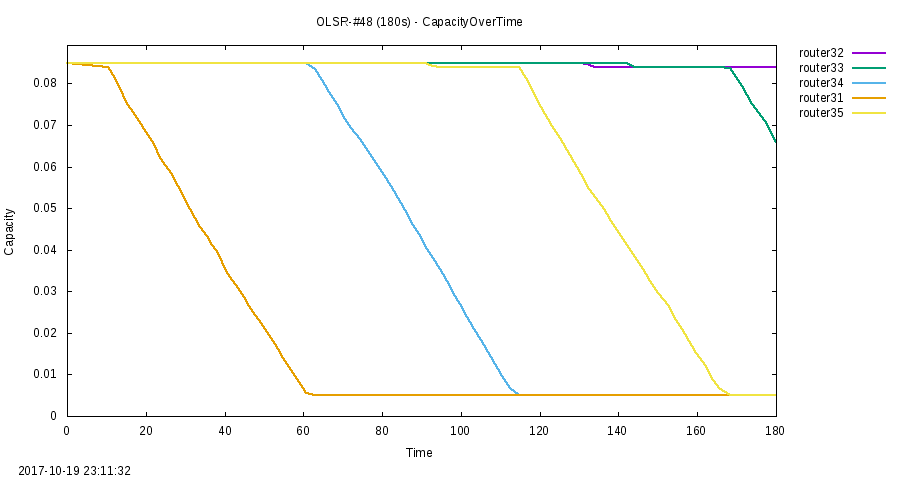 OLSR-#48 (180s) - CapacityOverTime
router32
router33
router34
router31
router35
Capacity
0.08
0.07
0.06
0.05
0.04
0.03
0.02
0.01
0
0 20 40 60 80 100 120 140 160 180
Time
2017-10-19 23:11:32